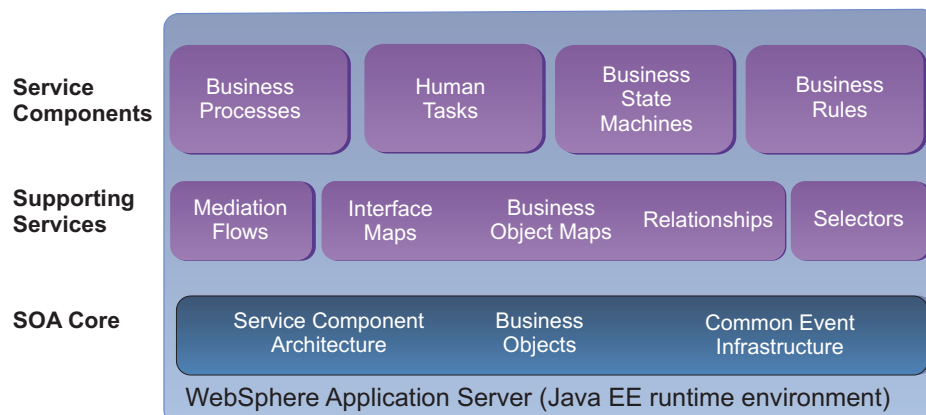 Service
Components
Business
Processes
Human
Tasks
Business
State
Machines
Business
Rules
Supporting
Services
Mediation
Flows
Interface
Maps
Business
Object Maps
Relationships
Selectors
SOA Core
Service Component
Architecture
Business
Objects
Common Event
Infrastructure
WebSphere Application Server (Java EE runtime environment)